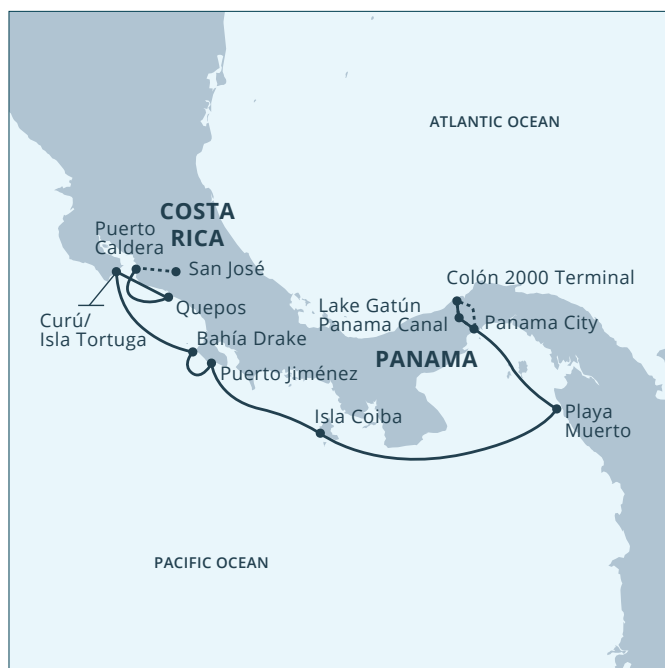 ATLANTIC OCEAN
COSTA
RICA
Puerto
Caldera
San José
Quepos
Curú/
Isla Tortuga
Bahía Drake
Puerto Jiménez
Colón 2000 Terminal
Lake Gatún
Panama Canal
Panama City
PANAMA
Isla Coiba
Playa
Muerto
PACIFIC OCEAN